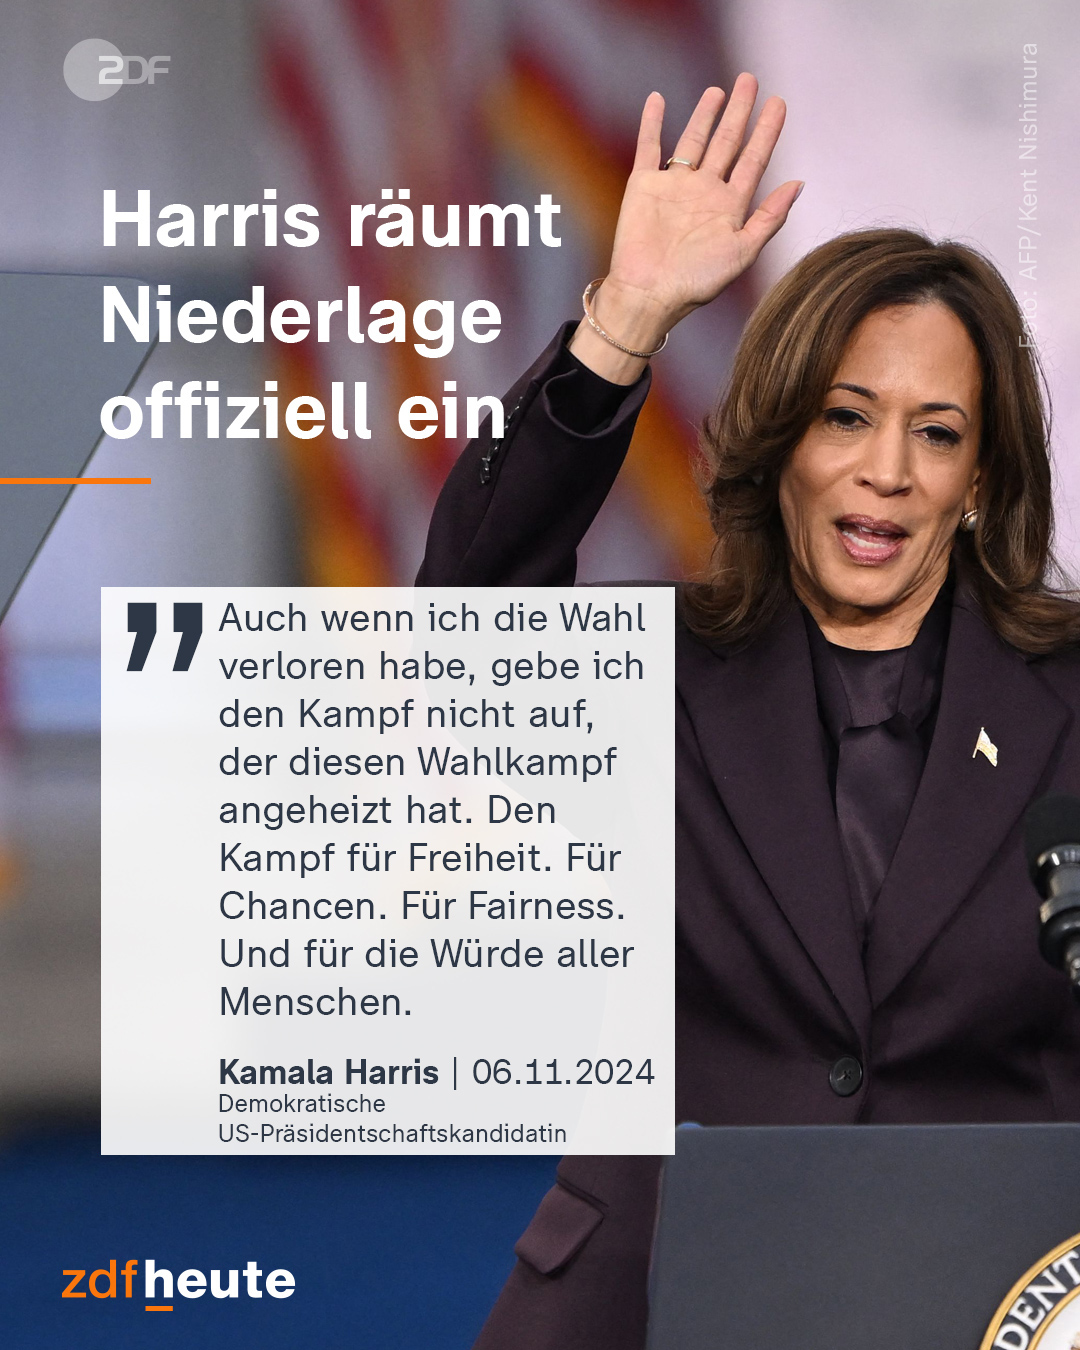 ZDF
Foto: AFP/Kent Nishimura
Harris räumt
Niederlage
offiziell ein
”Auch wenn ich die Wahl
verloren habe, gebe ich
den Kampf nicht auf,
der diesen Wahlkampf
angeheizt hat. Den
Kampf für Freiheit. Für
Chancen. Für Fairness.
Und für die Würde aller
Menschen.
Kamala Harris | 06.11.2024
Demokratische
US-Präsidentschaftskandidatin
zdfheute
DENT